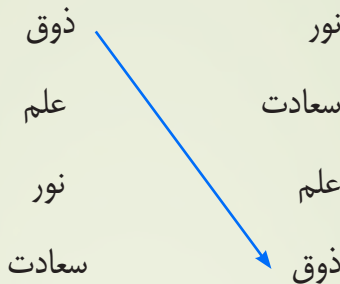 نور ذوق
سعادت علم
علم نور
ذوق سعادت